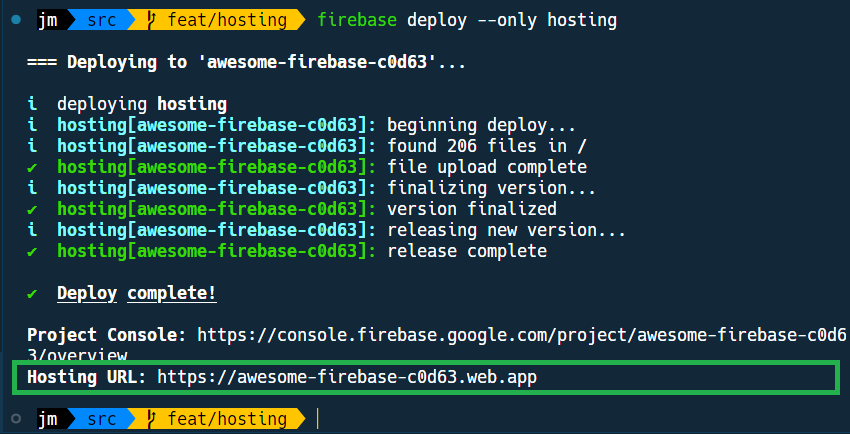 jm src feat/hosting firebase deploy --only hosting
=== Deploying to 'awesome-firebase-c0d63'...
i deploying hosting
i hosting[awesome-firebase-c0d63]: beginning deploy...
i hosting[awesome-firebase-c0d63]: found 206 files in /
✔ hosting[awesome-firebase-c0d63]: file upload complete
i hosting[awesome-firebase-c0d63]: finalizing version...
✔ hosting[awesome-firebase-c0d63]: version finalized
i hosting[awesome-firebase-c0d63]: releasing new version...
✔ hosting[awesome-firebase-c0d63]: release complete
✔ Deploy complete!
Project Console: https://console.firebase.google.com/project/awesome-firebase-c0d6
3/overview
Hosting URL: https://awesome-firebase-c0d63.web.app
jm src feat/hosting